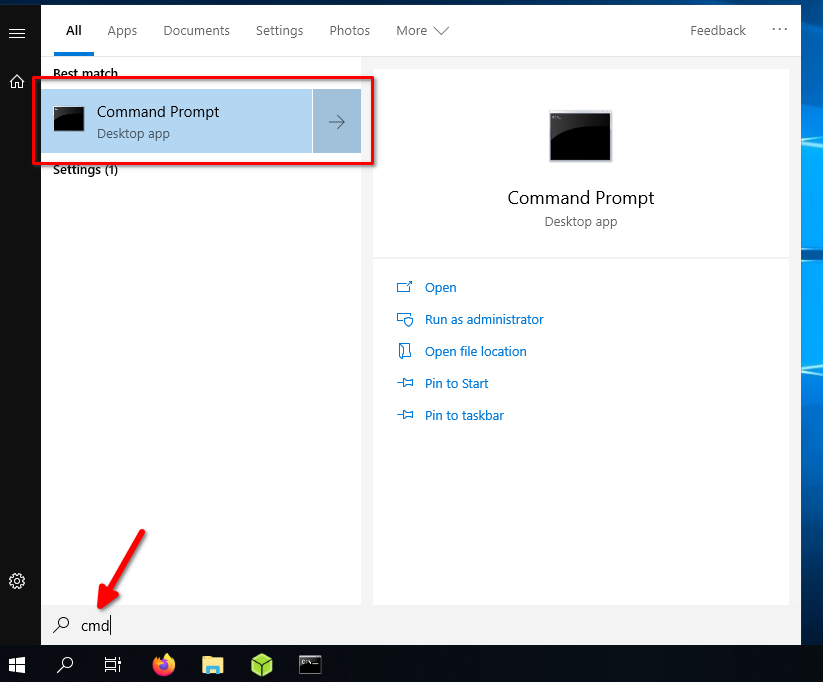 All Apps Documents Settings Photos More Feedback ...
Best match
Command Prompt
Desktop app
Settings (1)
Command Prompt
Desktop app
Open
Run as administrator
Open file location
Pin to Start
Pin to taskbar
cmd